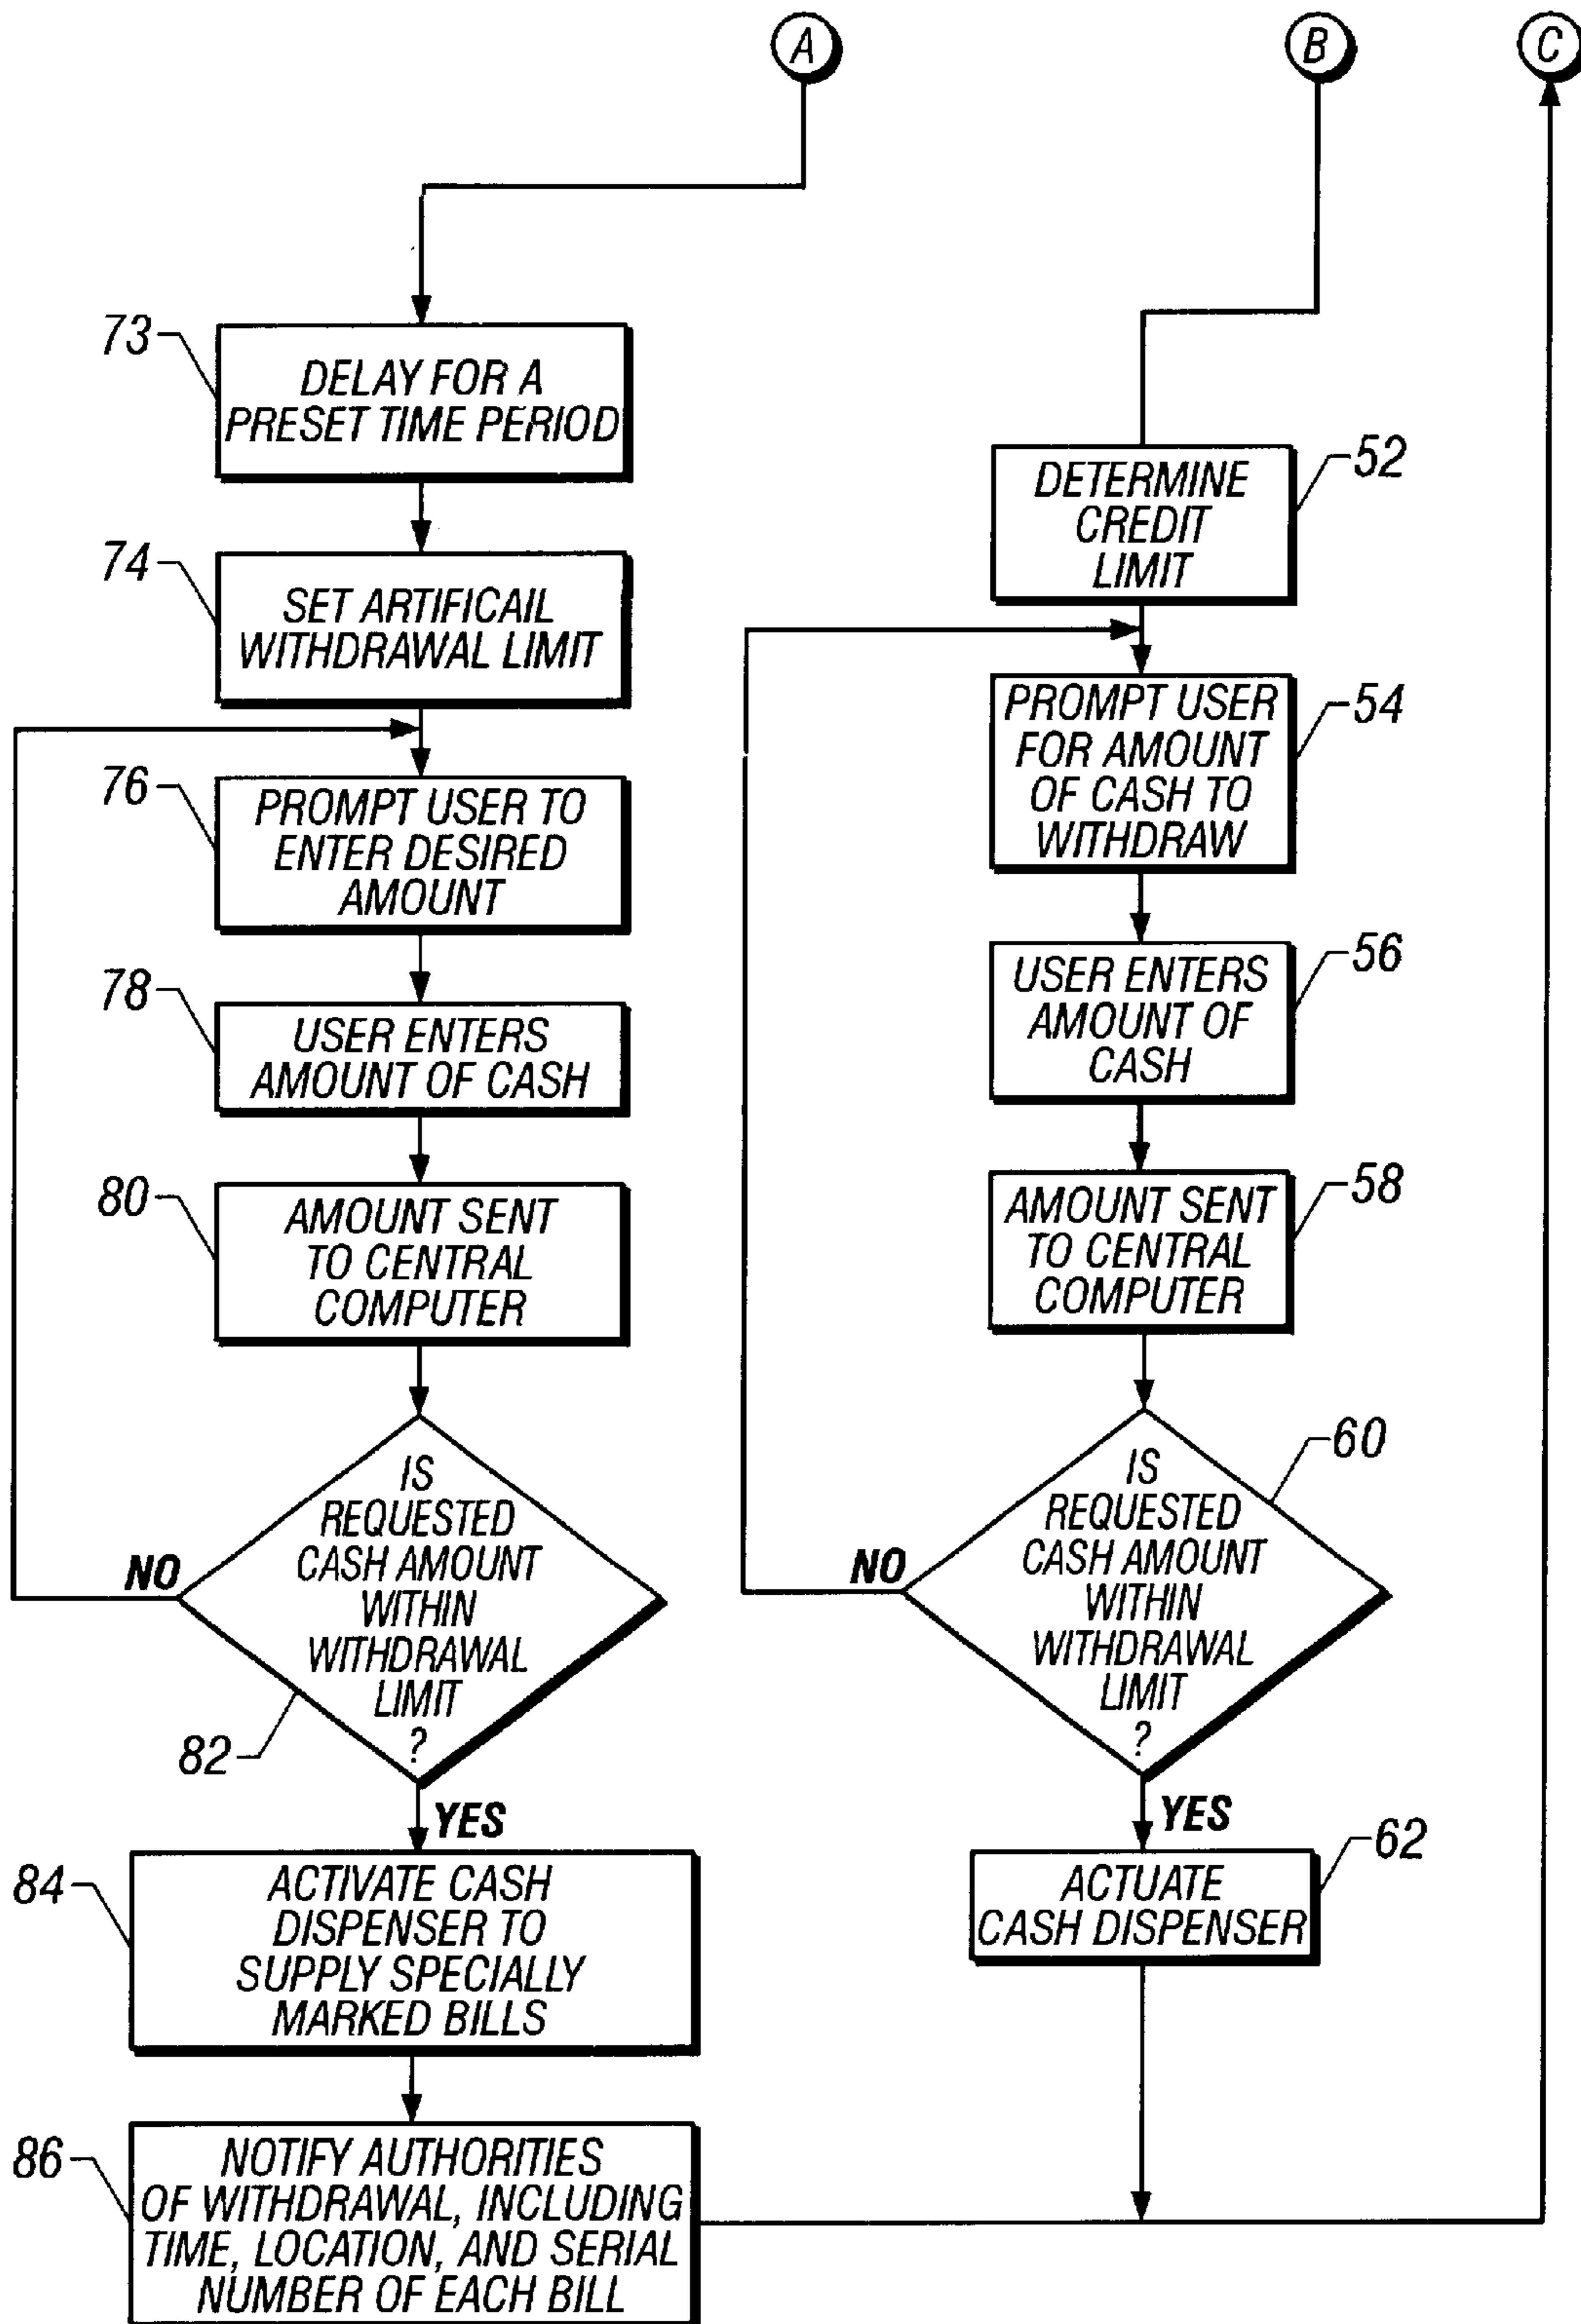 A
B
C
73
DELAY FOR A
PRESET TIME PERIOD
74
SET ARTIFICAIL
WITHDRAWAL LIMIT
76
PROMPT USER TO
ENTER DESIRED
AMOUNT
78
USER ENTERS
AMOUNT OF CASH
80
AMOUNT SENT
TO CENTRAL
COMPUTER
IS
REQUESTED
CASH AMOUNT
WITHIN
WITHDRAWAL
LIMIT
?
NO
82
YES
84
ACTIVATE CASH
DISPENSER TO
SUPPLY SPECIALLY
MARKED BILLS
86
NOTIFY AUTHORITIES
OF WITHDRAWAL, INCLUDING
TIME, LOCATION, AND SERIAL
NUMBER OF EACH BILL
52
DETERMINE
CREDIT
LIMIT
54
PROMPT USER
FOR AMOUNT
OF CASH TO
WITHDRAW
56
USER ENTERS
AMOUNT OF
CASH
58
AMOUNT SENT
TO CENTRAL
COMPUTER
60
IS
REQUESTED
CASH AMOUNT
WITHIN
WITHDRAWAL
LIMIT
?
NO
YES
62
ACTUATE
CASH DISPENSER